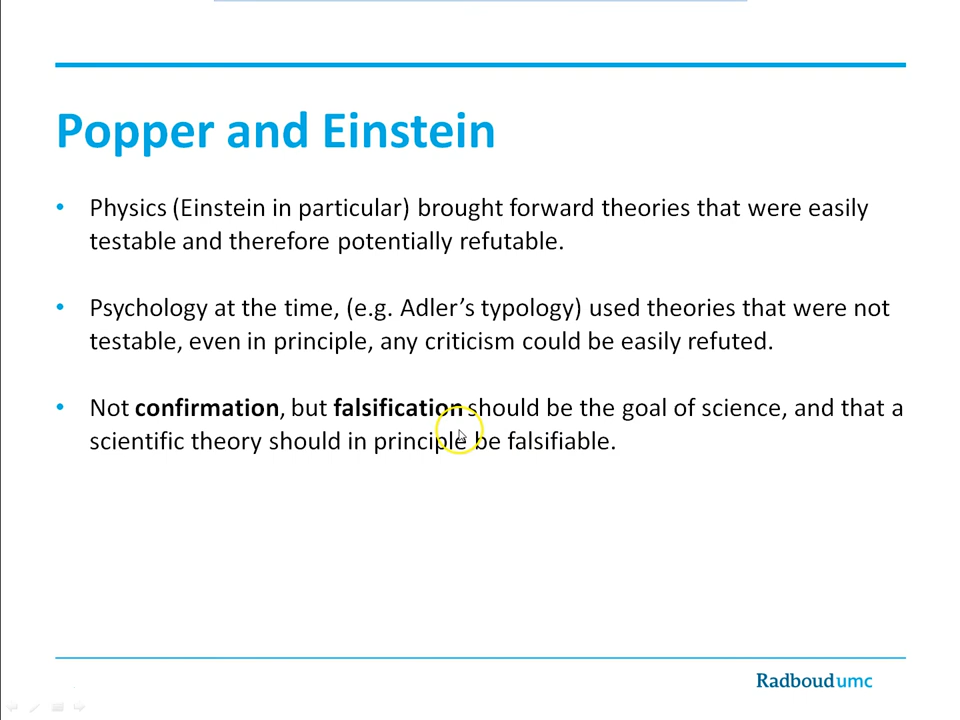 Popper and Einstein
• Physics (Einstein in particular) brought forward theories that were easily
testable and therefore potentially refutable.
• Psychology at the time, (e.g. Adler’s typology) used theories that were not
testable, even in principle, any criticism could be easily refuted.
• Not confirmation, but falsification should be the goal of science, and that a
scientific theory should in principle be falsifiable.
Radboudumc